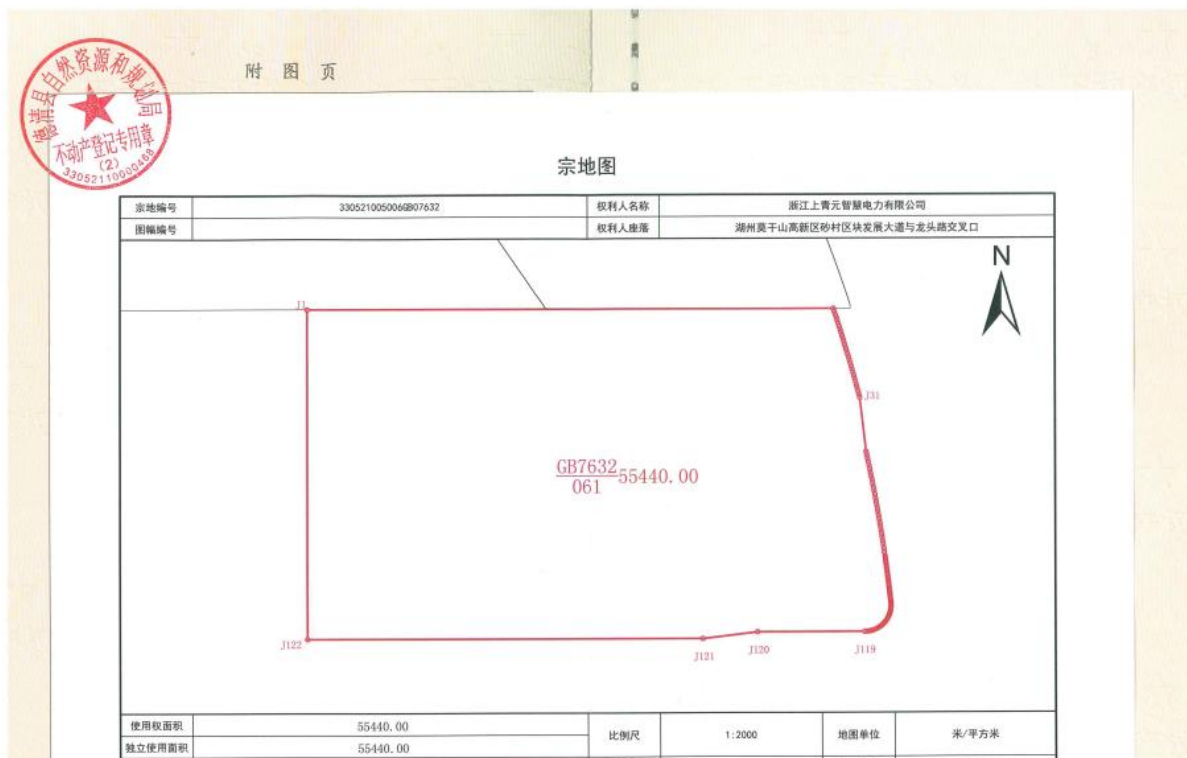 德清县自然资源和规划局
不动产登记专用章
(2)
33052110000468
附图页
宗地图
宗地编号 330521005006GB07632 权利人名称 浙江上青元智慧电力有限公司
图幅编号 权利人座落 湖州莫干山高新区砂村区块发展大道与龙头路交叉口
N
J1
J31
GB7632
061
55440.00
J122
J121
J120
J119
使用权面积 55440.00 比例尺 1:2000 地图单位 米/平方米
独立使用面积 55440.00